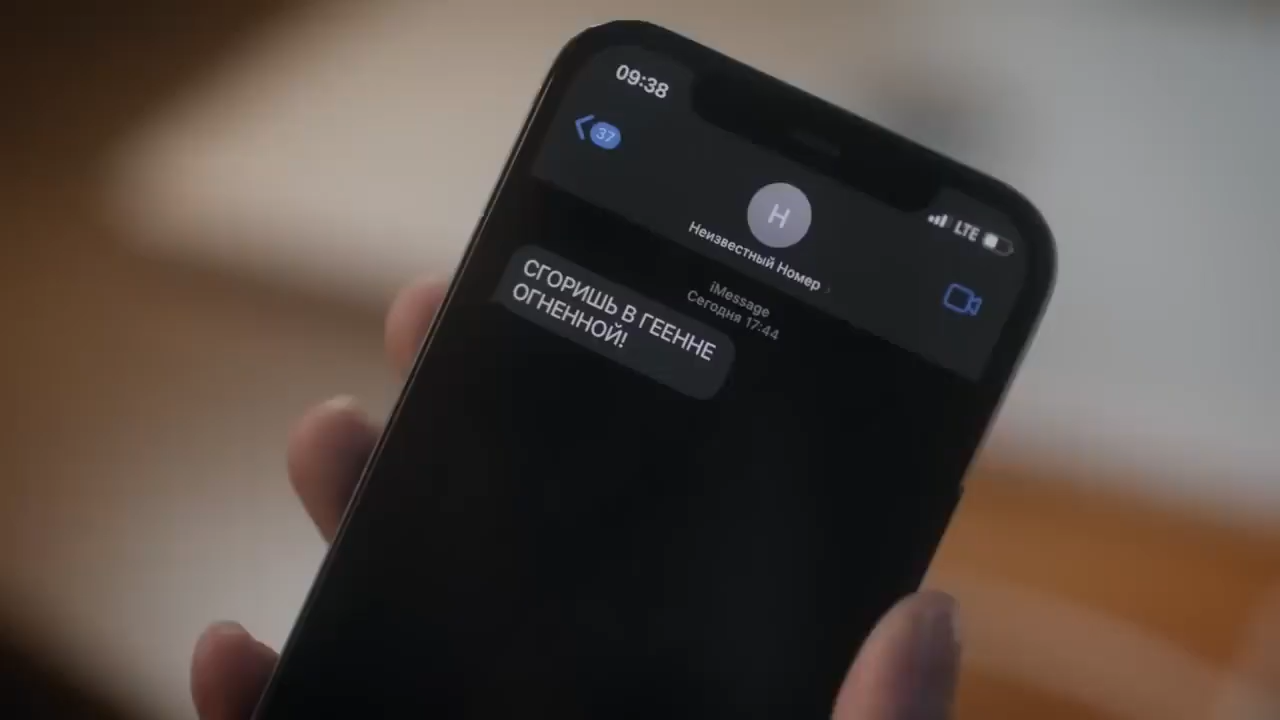 09:38
37
LTE
Н
Неизвестный Номер
iMessage
Сегодня 17:44
СГОРИШЬ В ГЕЕННЕ
ОГНЕННОЙ!